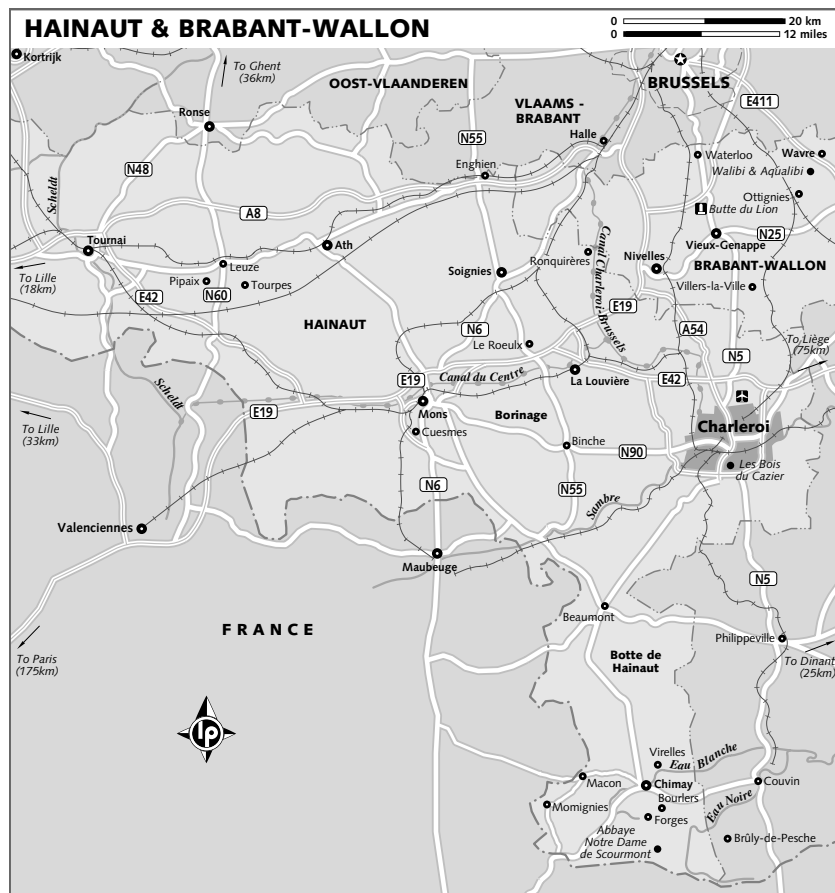 HAINAUT & BRABANT-WALLON
0 20 km
0 12 miles
Kortrijk
To Ghent
(36km)
OOST-VLAANDEREN
BRUSSELS
E411
VLAAMS -
BRABANT
Ronse
N55
Halle
Waterloo
Wavre
Walibi & Aqualibi
Enghien
N48
Scheldt
Ottignies
A8
Butte du Lion
Tournai
Ath
Canal Charleroi-Brussels
Vieux-Genappe
N25
To Lille
(18km)
Leuze
Pipaix
Tourpes
Soignies
Ronquières
Nivelles
BRABANT-WALLON
Villers-la-Ville
E42
N60
E19
HAINAUT
N6
A54
Le Roeulx
N5
To Liège
(75km)
Canal du Centre
La Louvière
E19
E42
Scheldt
E19
Mons
Borinage
Charleroi
To Lille
(33km)
Cuesmes
Binche
N90
Les Bois
du Cazier
N6
N55
Sambre
Valenciennes
Maubeuge
N5
FRANCE
Beaumont
Philippeville
Botte de
Hainaut
To Paris
(175km)
To Dinant
(25km)
lp
Virelles
Eau Blanche
Macon
Chimay
Couvin
Momignies
Bourlers
Forges
Eau Noire
Abbaye
Notre Dame
de Scourmont
Brûly-de-Pesche